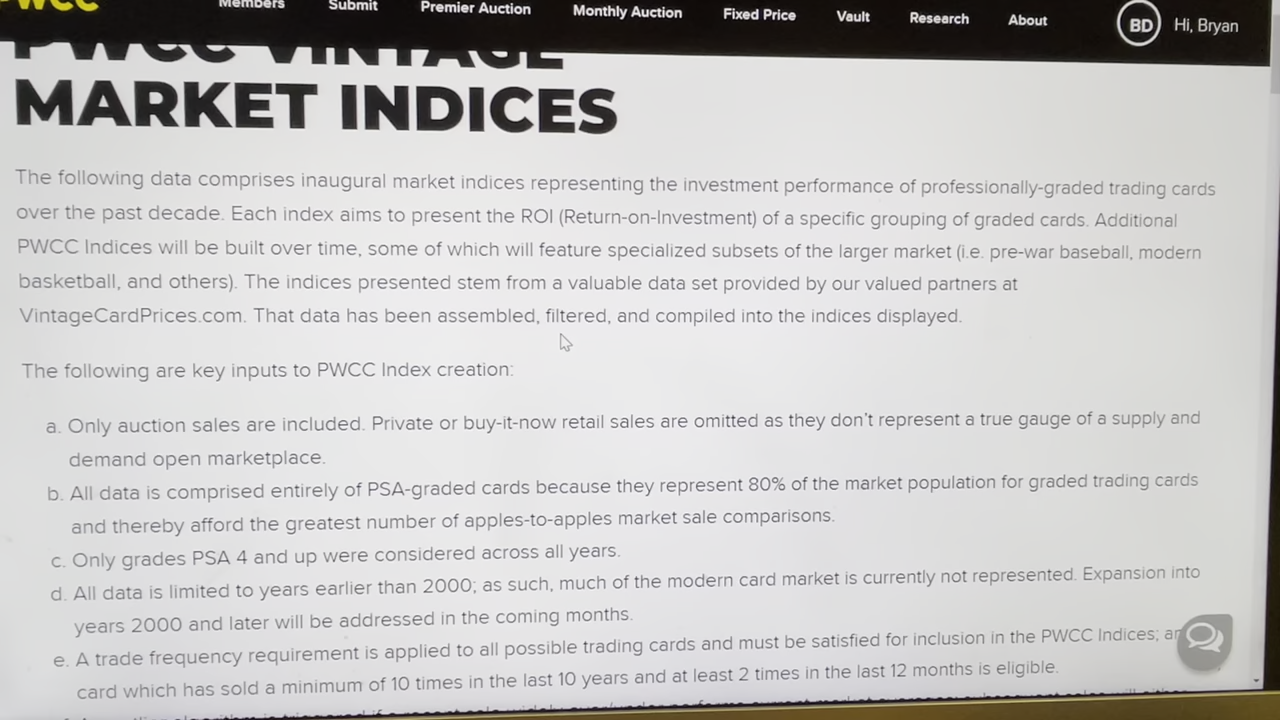 PWCC
Members Submit Premier Auction Monthly Auction Fixed Price Vault Research About BD Hi, Bryan
PWCC VINTAGE
MARKET INDICES
The following data comprises inaugural market indices representing the investment performance of professionally-graded trading cards
over the past decade. Each index aims to present the ROI (Return-on-Investment) of a specific grouping of graded cards. Additional
PWCC Indices will be built over time, some of which will feature specialized subsets of the larger market (i.e. pre-war baseball, modern
basketball, and others). The indices presented stem from a valuable data set provided by our valued partners at
VintageCardPrices.com. That data has been assembled, filtered, and compiled into the indices displayed.
The following are key inputs to PWCC Index creation:
a. Only auction sales are included. Private or buy-it-now retail sales are omitted as they don't represent a true gauge of a supply and
demand open marketplace.
b. All data is comprised entirely of PSA-graded cards because they represent 80% of the market population for graded trading cards
and thereby afford the greatest number of apples-to-apples market sale comparisons.
c. Only grades PSA 4 and up were considered across all years.
d. All data is limited to years earlier than 2000; as such, much of the modern card market is currently not represented. Expansion into
years 2000 and later will be addressed in the coming months.
e. A trade frequency requirement is applied to all possible trading cards and must be satisfied for inclusion in the PWCC Indices;
card which has sold a minimum of 10 times in the last 10 years and at least 2 times in the last 12 months is eligible.